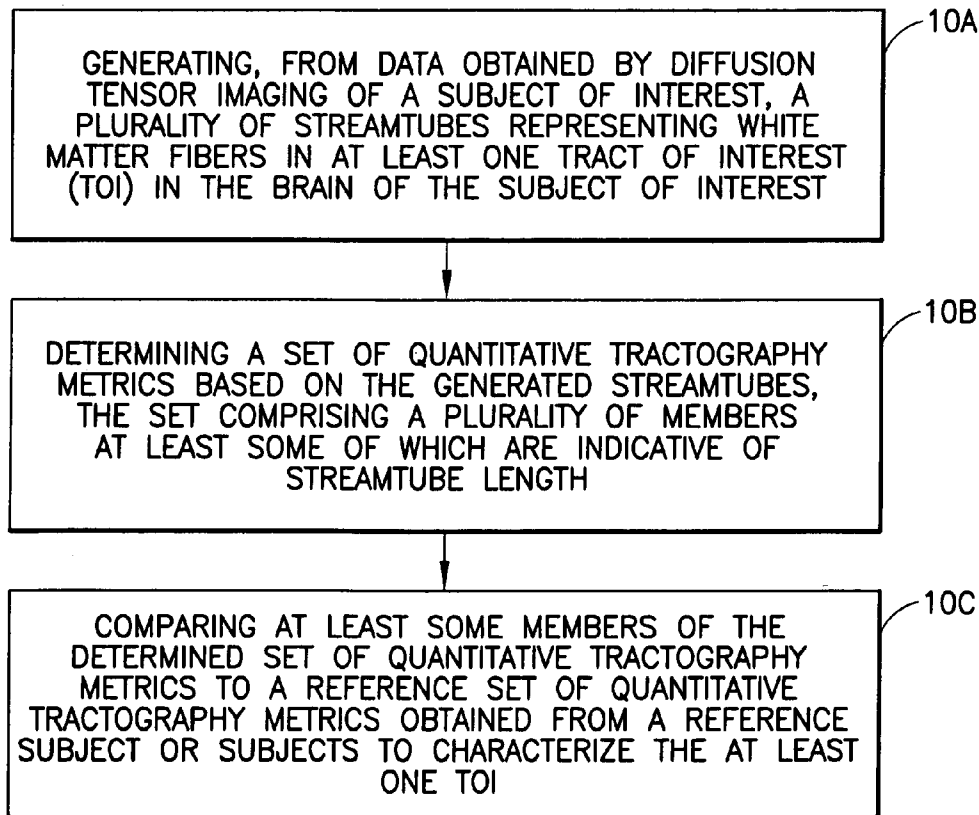 10A
GENERATING, FROM DATA OBTAINED BY DIFFUSION
TENSOR IMAGING OF A SUBJECT OF INTEREST, A
PLURALITY OF STREAMTUBES REPRESENTING WHITE
MATTER FIBERS IN AT LEAST ONE TRACT OF INTEREST
(TOI) IN THE BRAIN OF THE SUBJECT OF INTEREST
10B
DETERMINING A SET OF QUANTITATIVE TRACTOGRAPHY
METRICS BASED ON THE GENERATED STREAMTUBES,
THE SET COMPRISING A PLURALITY OF MEMBERS
AT LEAST SOME OF WHICH ARE INDICATIVE OF
STREAMTUBE LENGTH
10C
COMPARING AT LEAST SOME MEMBERS OF THE
DETERMINED SET OF QUANTITATIVE TRACTOGRAPHY
METRICS TO A REFERENCE SET OF QUANTITATIVE
TRACTOGRAPHY METRICS OBTAINED FROM A REFERENCE
SUBJECT OR SUBJECTS TO CHARACTERIZE THE AT LEAST
ONE TOI